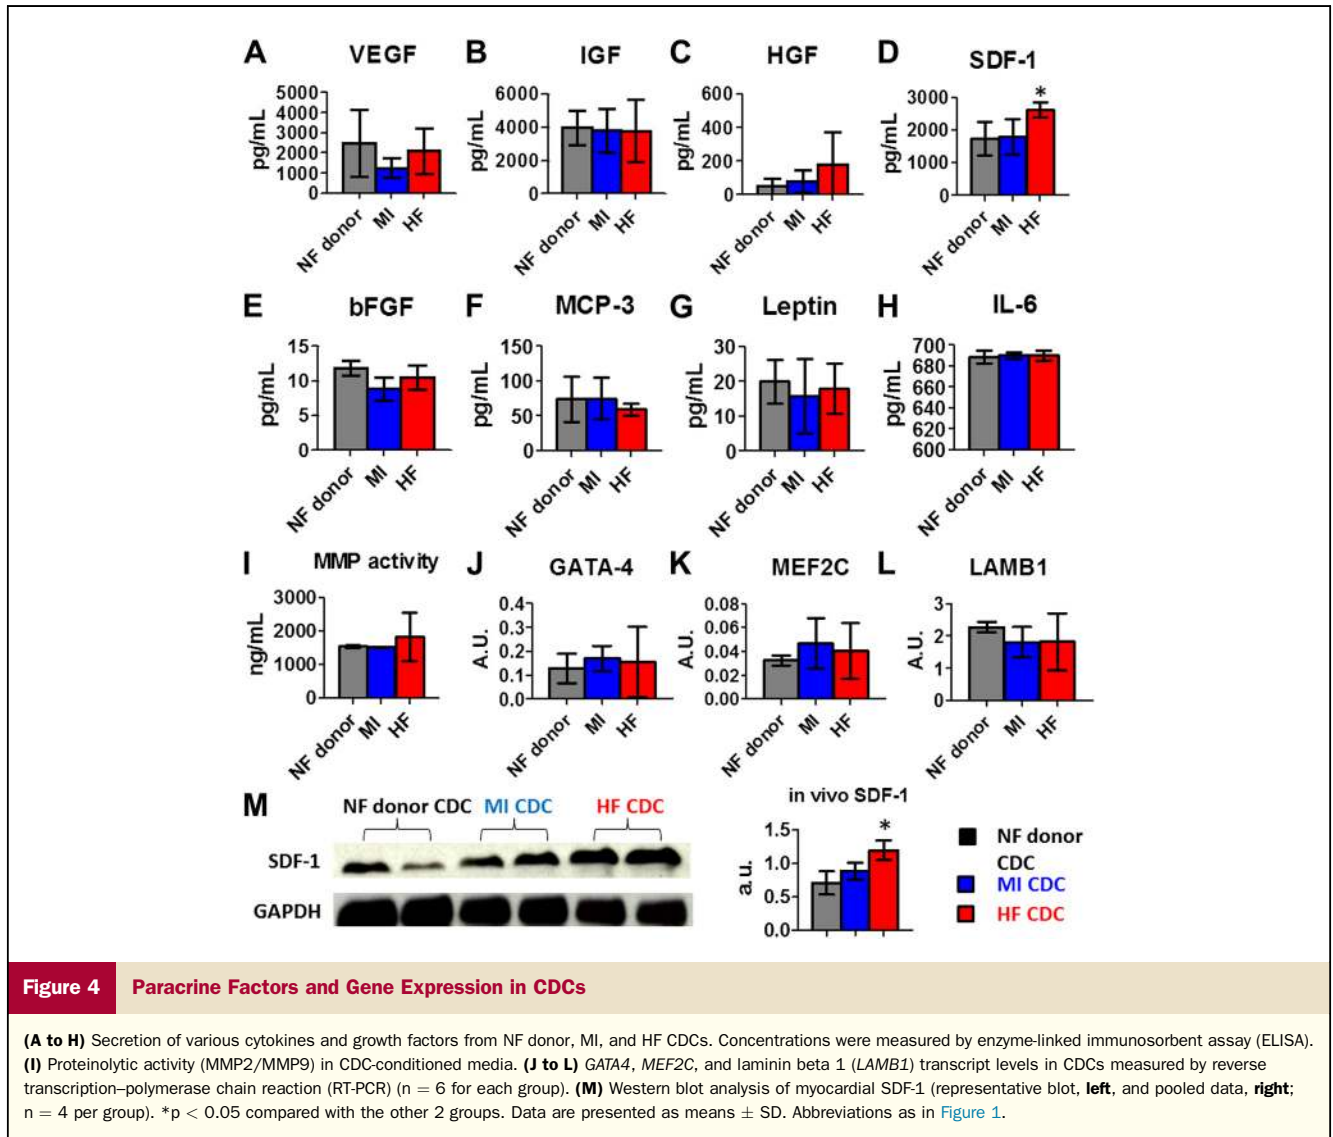 A VEGF B IGF C HGF D SDF-1
pg/mL 5000 4000 3000 2000 1000 0 NF donor MI HF
pg/mL 6000 4000 2000 0 NF donor MI HF
pg/mL 600 400 200 0 NF donor MI HF
pg/mL 3000 2000 1000 0 * NF donor MI HF
E bFGF F MCP-3 G Leptin H IL-6
pg/mL 15 10 5 0 NF donor MI HF
pg/mL 150 100 50 0 NF donor MI HF
pg/mL 30 20 10 0 NF donor MI HF
pg/mL 700 680 660 640 620 600 NF donor MI HF
I MMP activity J GATA-4 K MEF2C L LAMB1
ng/mL 3000 2000 1000 0 NF donor MI HF
A.U. 0.4 0.3 0.2 0.1 0.0 NF donor MI HF
A.U. 0.08 0.06 0.04 0.02 0.00 NF donor MI HF
A.U. 3 2 1 0 NF donor MI HF
M NF donor CDC MI CDC HF CDC
SDF-1
GAPDH
in vivo SDF-1
a.u. 1.5 1.0 0.5 0.0 *
NF donor
CDC
MI CDC
HF CDC
Figure 4 Paracrine Factors and Gene Expression in CDCs
(A to H) Secretion of various cytokines and growth factors from NF donor, MI, and HF CDCs. Concentrations were measured by enzyme-linked immunosorbent assay (ELISA).
(I) Proteinolytic activity (MMP2/MMP9) in CDC-conditioned media. (J to L) GATA4, MEF2C, and laminin beta 1 (LAMB1) transcript levels in CDCs measured by reverse
transcription–polymerase chain reaction (RT-PCR) (n = 6 for each group). (M) Western blot analysis of myocardial SDF-1 (representative blot, left, and pooled data, right;
n = 4 per group). *p < 0.05 compared with the other 2 groups. Data are presented as means ± SD. Abbreviations as in Figure 1.